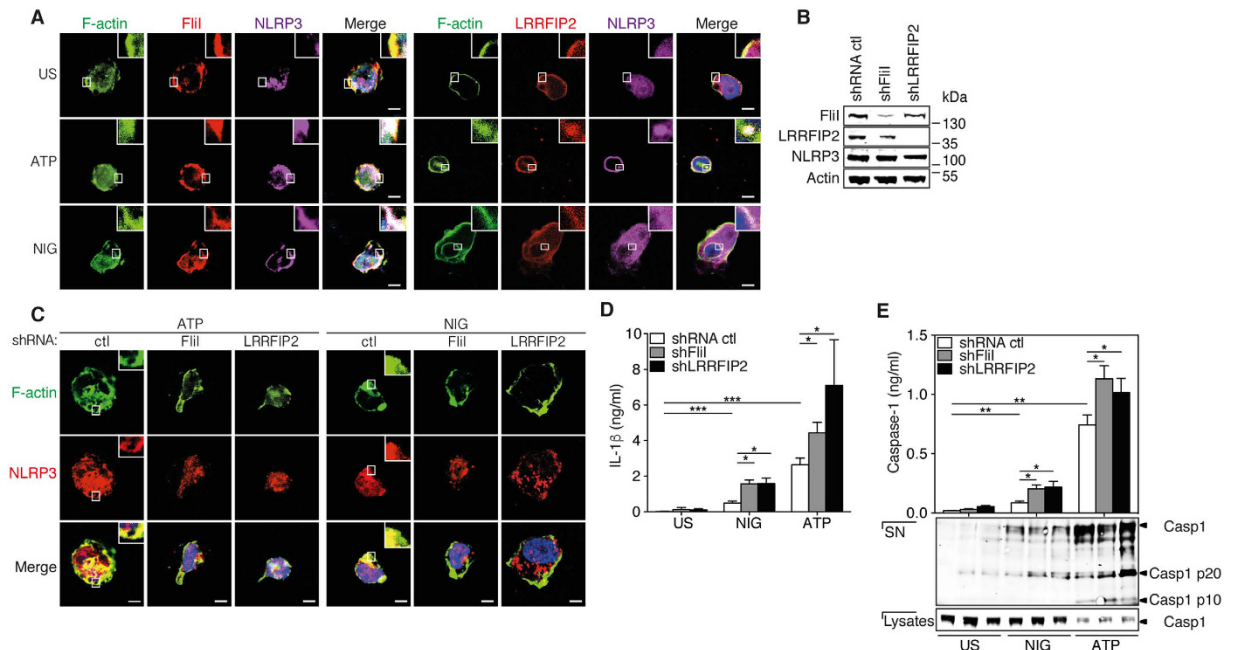 A
F-actin FliI NLRP3 Merge F-actin LRRFIP2 NLRP3 Merge
US
ATP
NIG
B
shRNA ctl
shFliI
shLRRFIP2
kDa
FliI
130
LRRFIP2
35
NLRP3
100
Actin
55
C
ATP NIG
shRNA: ctl FliI LRRFIP2 ctl FliI LRRFIP2
F-actin
NLRP3
Merge
D
IL-1β (ng/ml)
10
8
6
4
2
0
shRNA ctl
shFliI
shLRRFIP2
*
*
***
***
*
*
US NIG ATP
E
Caspase-1 (ng/ml)
1.5
1.0
0.5
0.0
shRNA ctl
shFliI
shLRRFIP2
*
*
**
**
*
*
SN
Casp1
Casp1 p20
Casp1 p10
Lysates
Casp1
US NIG ATP